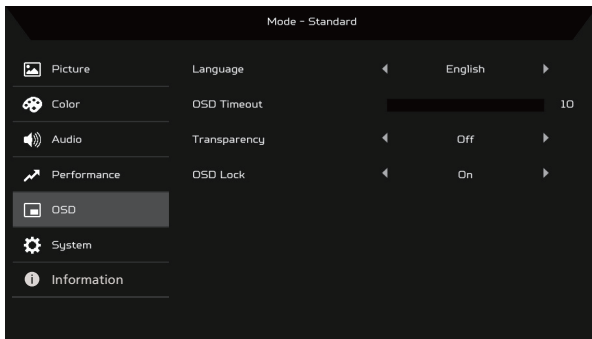 Mode - Standard
Picture
Color
Audio
Performance
OSD
System
Information
Language
English
OSD Timeout
10
Transparency
Off
OSD Lock
On